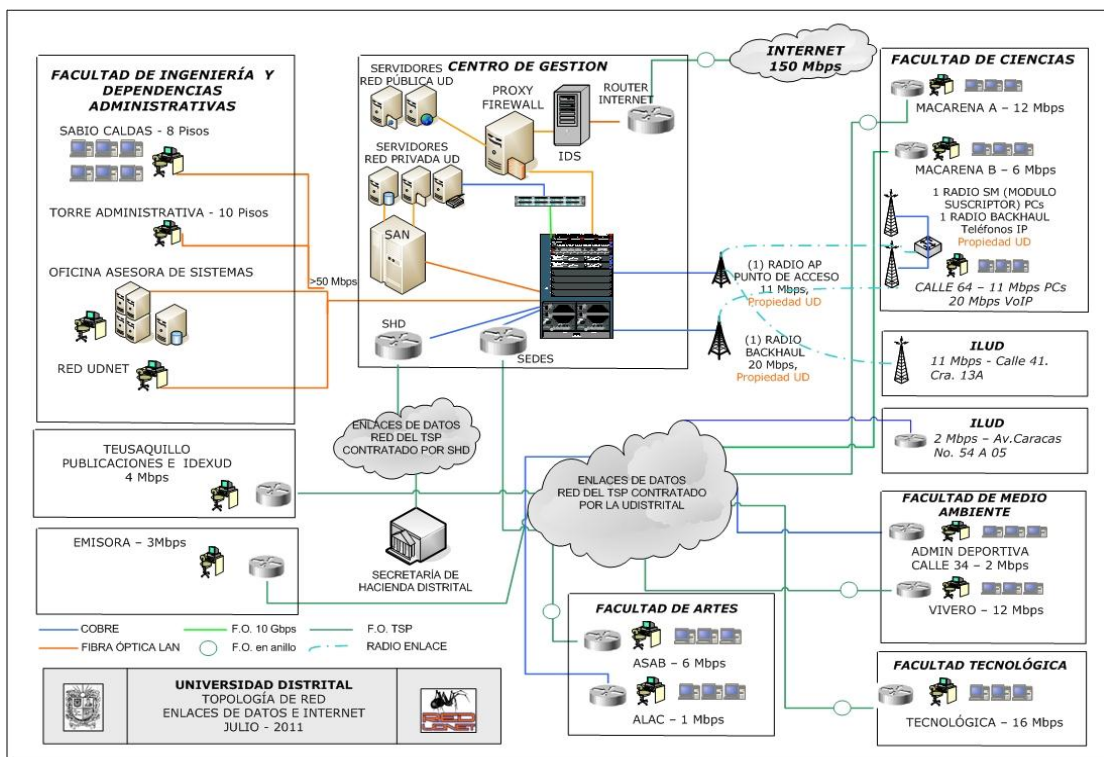 FACULTAD DE INGENIERÍA Y
DEPENDENCIAS
ADMINISTRATIVAS
SABIO CALDAS - 8 Pisos
TORRE ADMINISTRATIVA - 10 Pisos
OFICINA ASESORA DE SISTEMAS
>50 Mbps
RED UDNET
TEUSAQUILLO
PUBLICACIONES E IDEXUD
4 Mbps
EMISORA – 3Mbps
CENTRO DE GESTION
SERVIDORES
RED PÚBLICA UD
PROXY
FIREWALL
IDS
ROUTER
INTERNET
SERVIDORES
RED PRIVADA UD
SAN
SHD
SEDES
INTERNET
150 Mbps
(1) RADIO AP
PUNTO DE ACCESO
11 Mbps,
Propiedad UD
(1) RADIO
BACKHAUL
20 Mbps,
Propiedad UD
ENLACES DE DATOS
RED DEL TSP
CONTRATADO POR SHD
SECRETARÍA DE
HACIENDA DISTRITAL
ENLACES DE DATOS
RED DEL TSP CONTRATADO
POR LA UDISTRITAL
FACULTAD DE CIENCIAS
MACARENA A – 12 Mbps
MACARENA B – 6 Mbps
1 RADIO SM (MODULO
SUSCRIPTOR) PCs
1 RADIO BACKHAUL
Teléfonos IP
Propiedad UD
CALLE 64 – 11 Mbps PCs
20 Mbps VoIP
ILUD
11 Mbps - Calle 41.
Cra. 13A
ILUD
2 Mbps – Av.Caracas
No. 54 A 05
FACULTAD DE MEDIO
AMBIENTE
ADMIN DEPORTIVA
CALLE 34 – 2 Mbps
VIVERO – 12 Mbps
FACULTAD DE ARTES
ASAB – 6 Mbps
ALAC – 1 Mbps
FACULTAD TECNOLÓGICA
TECNOLÓGICA – 16 Mbps
COBRE
F.O. 10 Gbps
F.O. TSP
FIBRA ÓPTICA LAN
F.O. en anillo
RADIO ENLACE
UNIVERSIDAD DISTRITAL
TOPOLOGÍA DE RED
ENLACES DE DATOS E INTERNET
JULIO - 2011
RED
UDNET